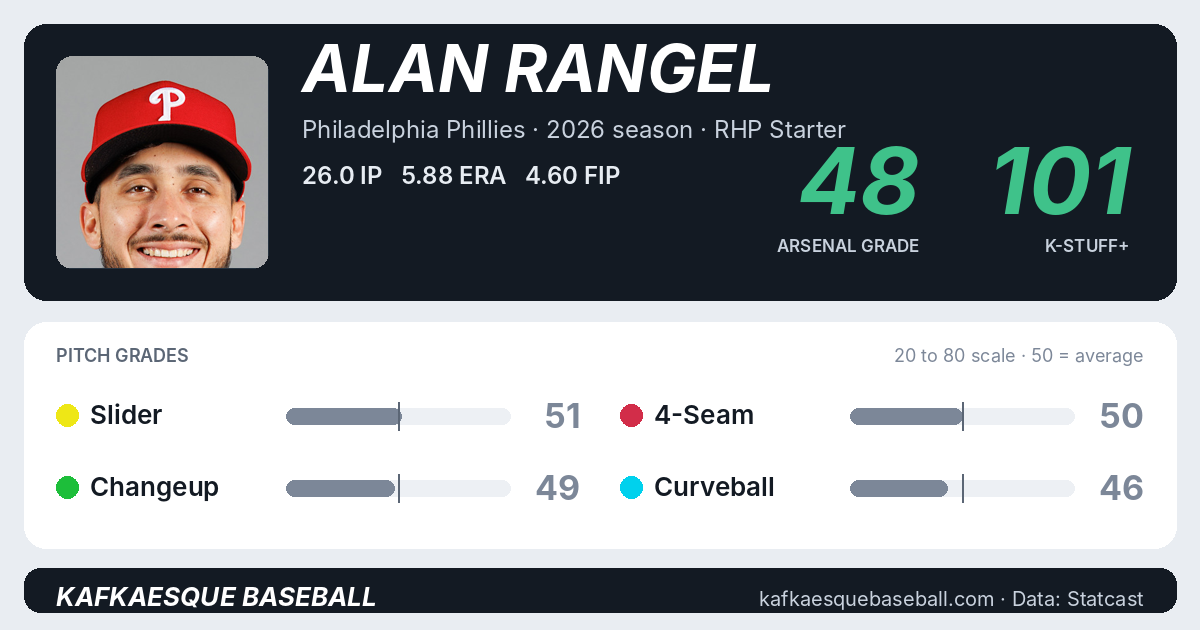 ALAN RANGEL
Philadelphia Phillies · 2026 season · RHP Starter
26.0 IP 5.88 ERA 4.60 FIP
48 101
ARSENAL GRADE K-STUFF+
P
PITCH GRADES 20 to 80 scale · 50 = average
Slider 51 4-Seam 50
Changeup 49 Curveball 46
KAFKAESQUE BASEBALL kafkaesquebaseball.com · Data: Statcast